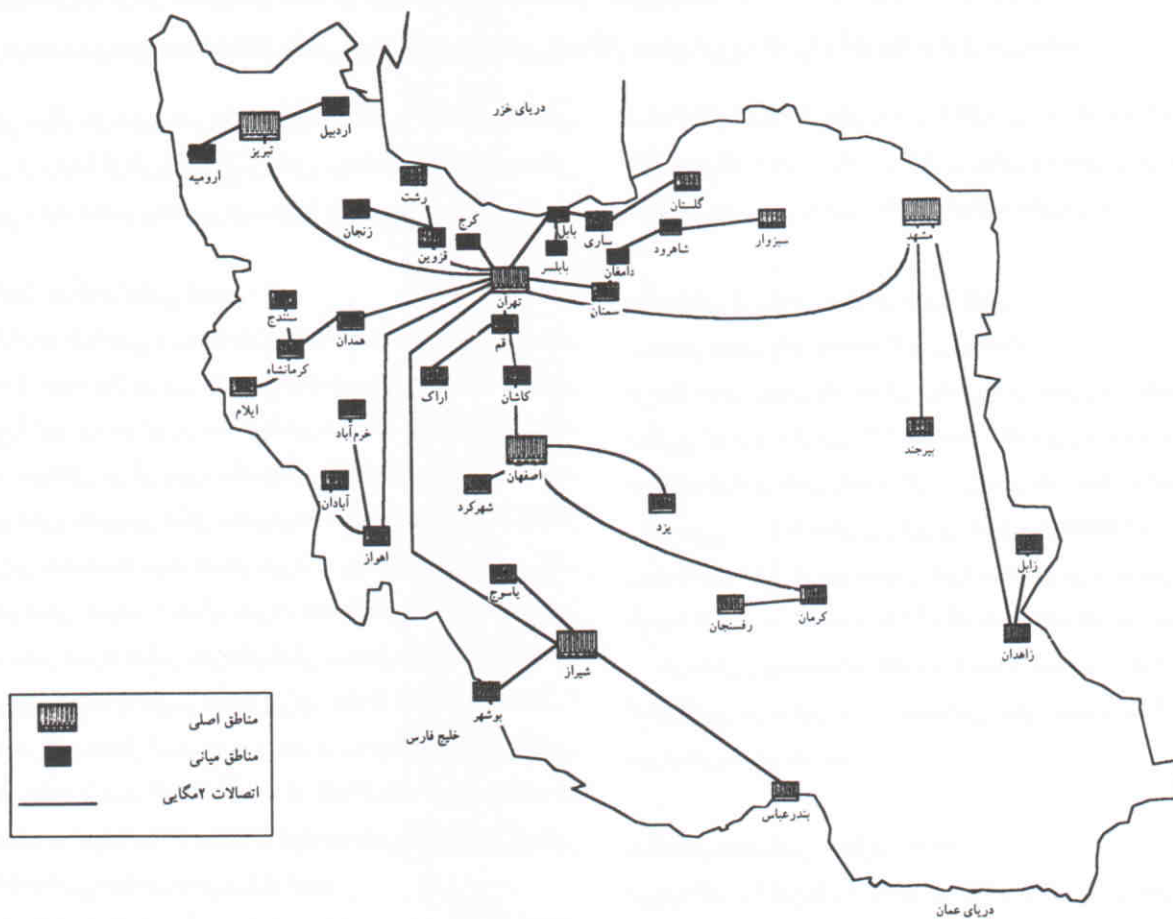 دریای خزر
اردبیل
تبریز
ارومیه
رشت
گلستان
کرج
زنجان
قزوین
بابل
ساری
شاهرود
سبزوار
مشهد
بابلسر
دامغان
تهران
سمنان
سنندج
همدان
قم
کرمانشاه
ایلام
اراک
کاشان
خرم‌آباد
بیرجند
اصفهان
شهرکرد
آبادان
یزد
اهراز
زابل
یاسوج
کرمان
رفسنجان
زاهدان
شیراز
بوشهر
خلیج فارس
مناطق اصلی
مناطق میانی
اتصالات ۲مگابی
بندرعباس
دریای عمان